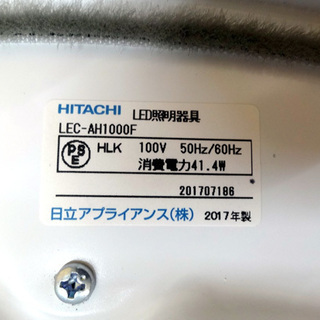 HITACHI LED照明器具
LEC-AH1000F
PS E HLK 100V 50Hz/60Hz
消費電力41.4W
201707186
日立アプライアンス(株) 2017年製